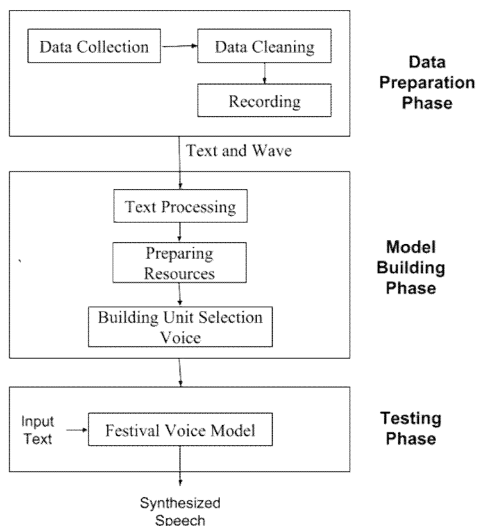 Data Collection
Data Cleaning
Recording
Data
Preparation
Phase
Text and Wave
Text Processing
Preparing
Resources
Building Unit Selection
Voice
Model
Building
Phase
Input
Text
Festival Voice Model
Testing
Phase
Synthesized
Speech